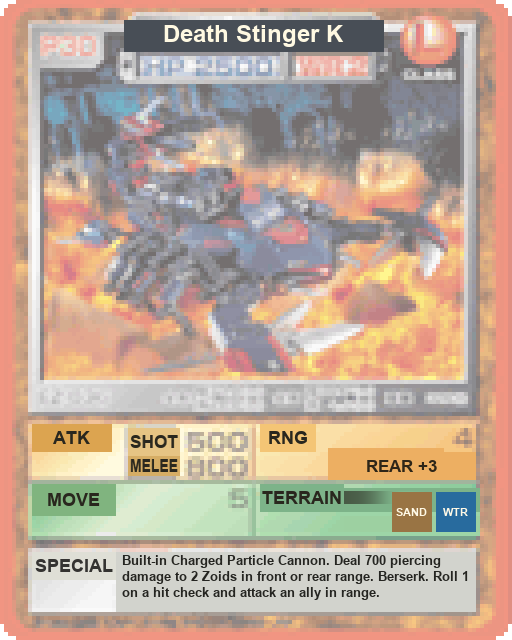 Death Stinger K
P30
HP 2600 WICS
L
CLASS
ATK
SHOT 500
MELEE 800
RNG 4
REAR +3
MOVE 5
TERRAIN
SAND
WTR
SPECIAL
Built-in Charged Particle Cannon. Deal 700 piercing
damage to 2 Zoids in front or rear range. Berserk. Roll 1
on a hit check and attack an ally in range.